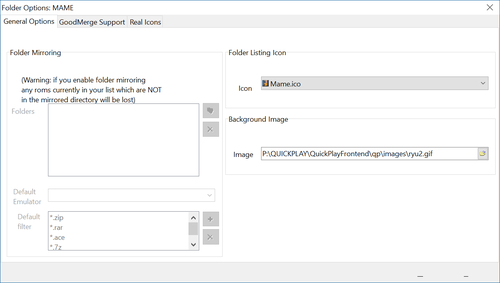 Folder Options: MAME
General Options GoodMerge Support Real Icons
Folder Mirroring
(Warning: if you enable folder mirroring
any roms currently in your list which are NOT
in the mirrored directory will be lost)
Folders
Default
Emulator
Default
filter
*.zip
*.rar
*.ace
*.7z
Folder Listing Icon
Icon Mame.ico
Background Image
Image P:\QUICKPLAY\QuickPlayFrontend\qp\images\ryu2.gif